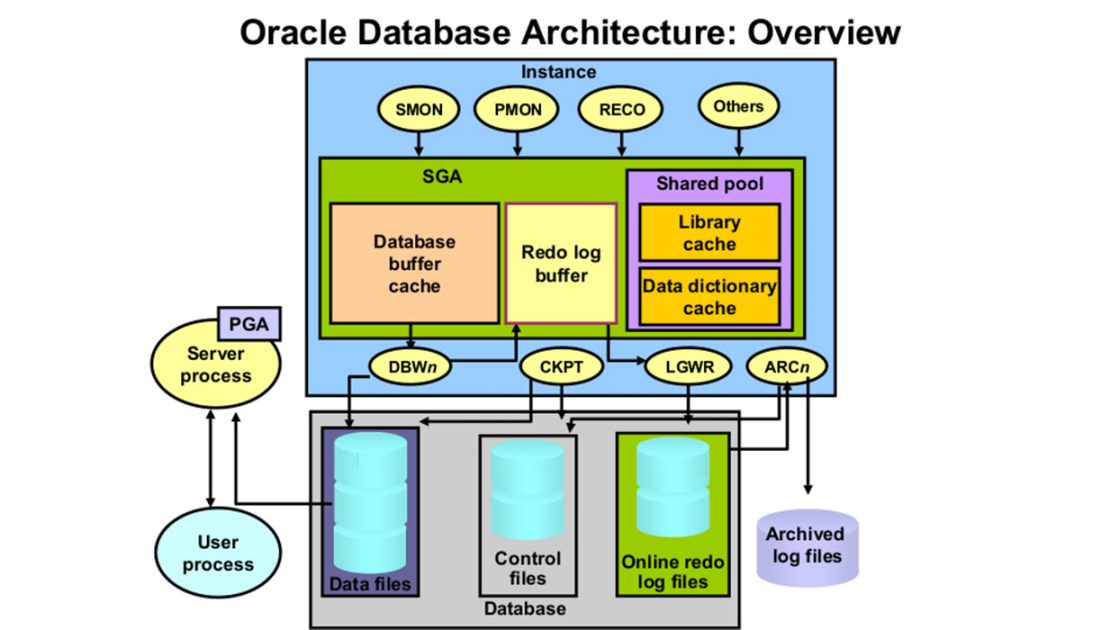 Oracle Database Architecture: Overview
Instance
SMON
PMON
RECO
Others
SGA
Shared pool
Database
buffer
cache
Redo log
buffer
Library
cache
Data dictionary
cache
PGA
Server
process
DBWn
CKPT
LGWR
ARCn
User
process
Data files
Control
files
Online redo
log files
Archived
log files
Database